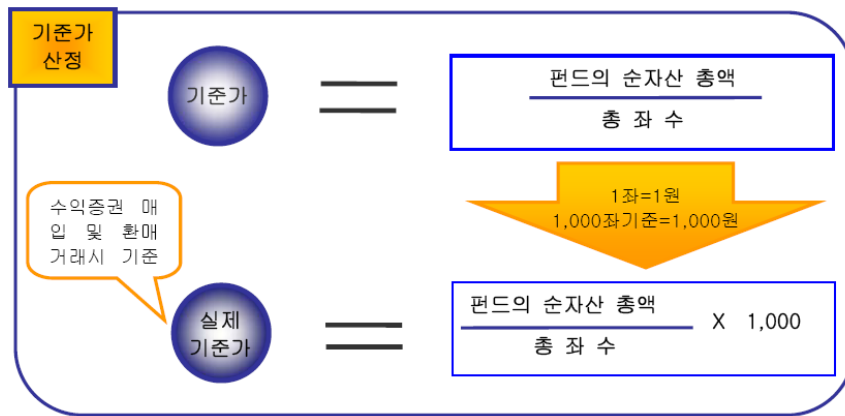 기준가
산정
기준가
펀드의 순자산 총액
총 좌 수
1좌=1원
1,000좌기준=1,000원
수익증권 매
입 및 환매
거래시 기준
실제
기준가
펀드의 순자산 총액
X 1,000
총 좌 수